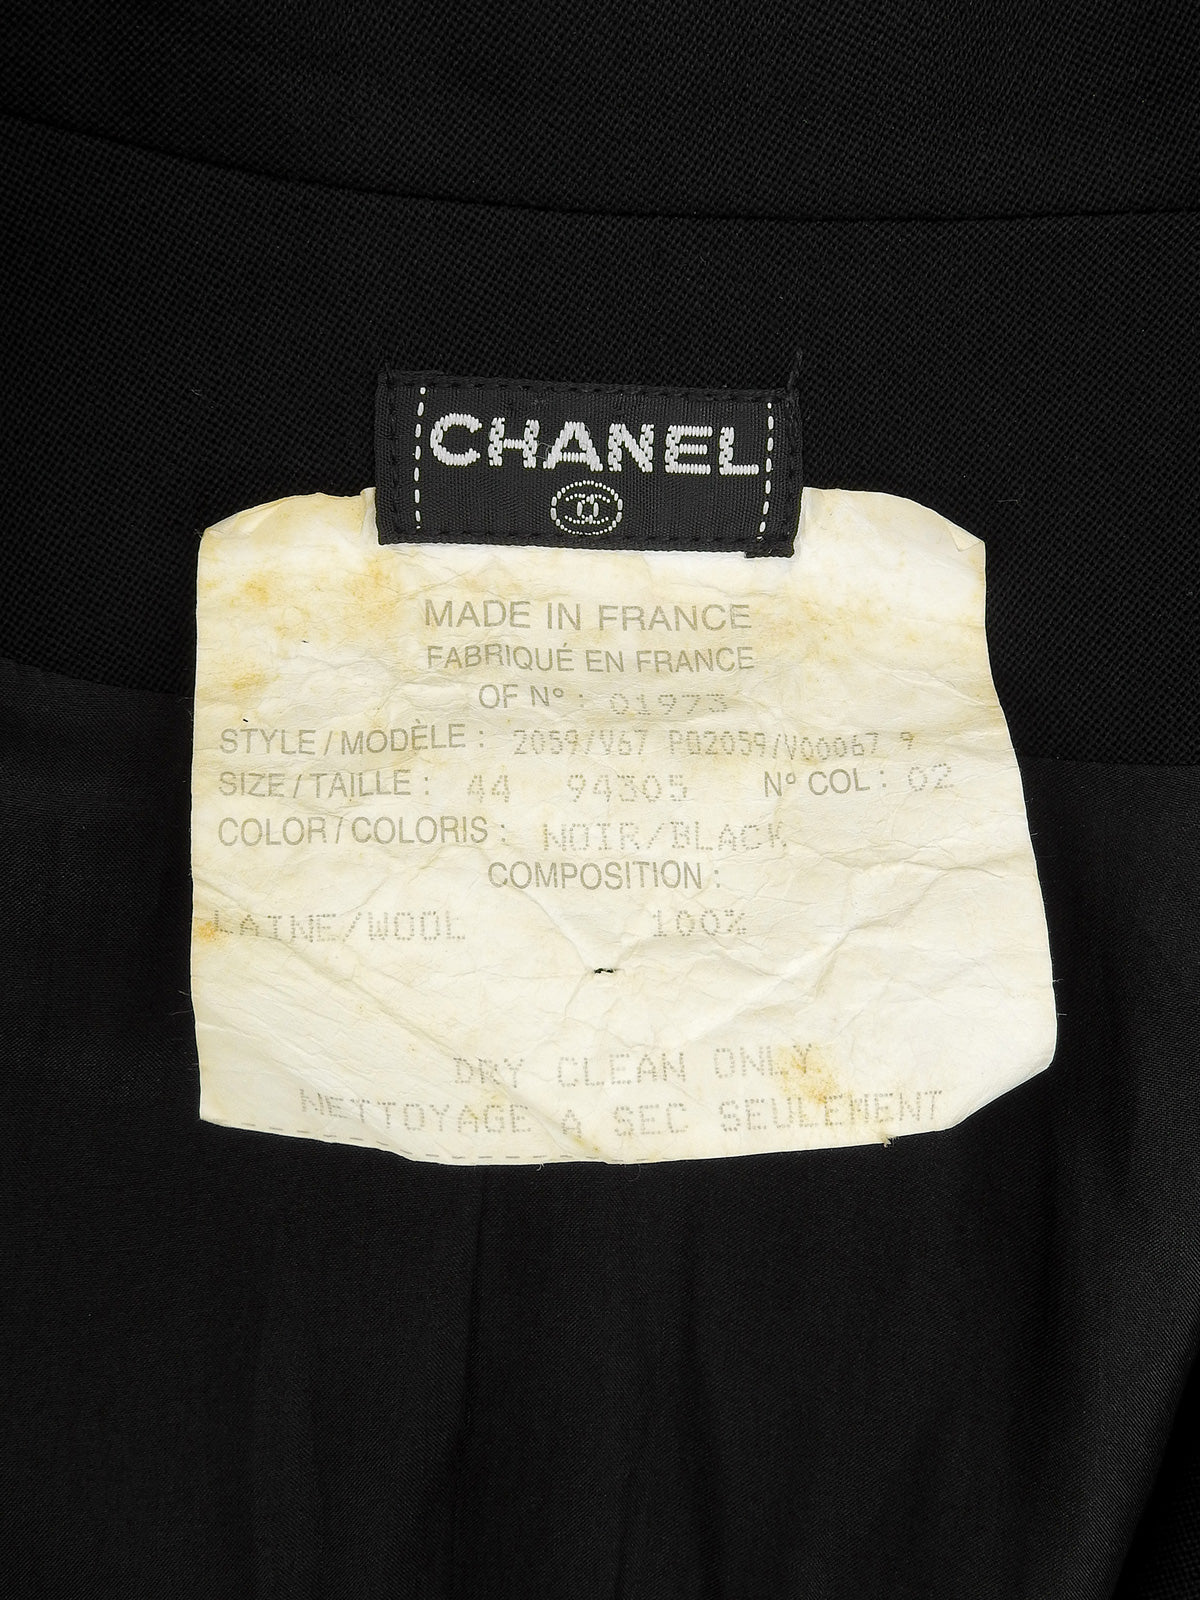 CHANEL
MADE IN FRANCE
FABRIQUÉ EN FRANCE
OF N° : 01973
STYLE/MODÈLE : 2059/V67 P02059/V00067 9
SIZE/TAILLE : 44 94305 N° COL : 02
COLOR/COLORIS : NOIR/BLACK
COMPOSITION :
LAINE/WOOL 100%
DRY CLEAN ONLY
NETTOYAGE A SEC SEULEMENT